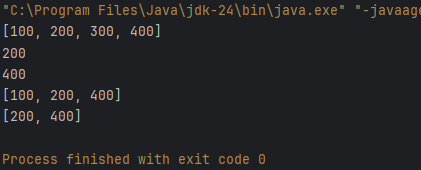 "C:\Program Files\Java\jdk-24\bin\java.exe" "-javaage
[100, 200, 300, 400]
200
400
[100, 200, 400]
[200, 400]
Process finished with exit code 0